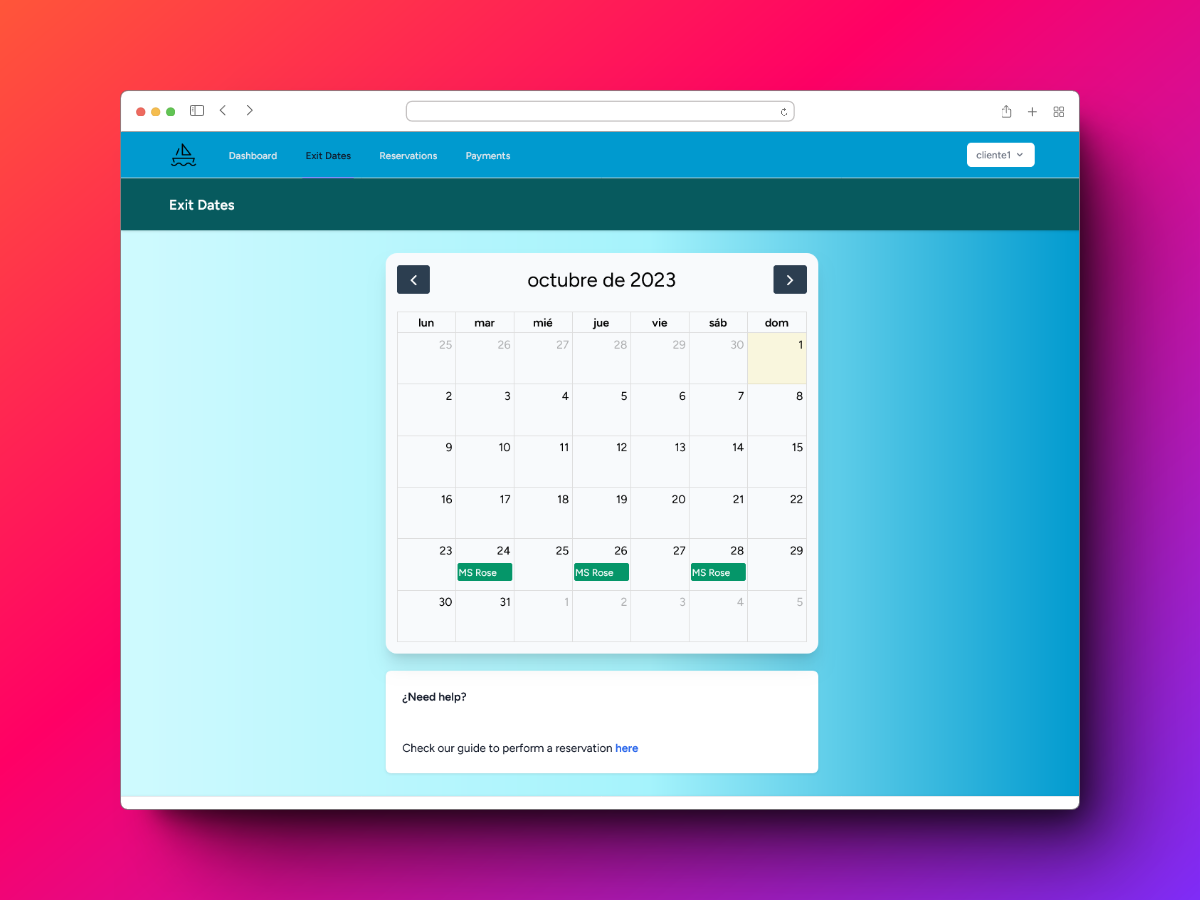 Dashboard Exit Dates Reservations Payments cliente1
Exit Dates
octubre de 2023
lun mar mié jue vie sáb dom
25 26 27 28 29 30 1
2 3 4 5 6 7 8
9 10 11 12 13 14 15
16 17 18 19 20 21 22
23 24 25 26 27 28 29
MS Rose MS Rose MS Rose
30 31 1 2 3 4 5
¿Need help?
Check our guide to perform a reservation here